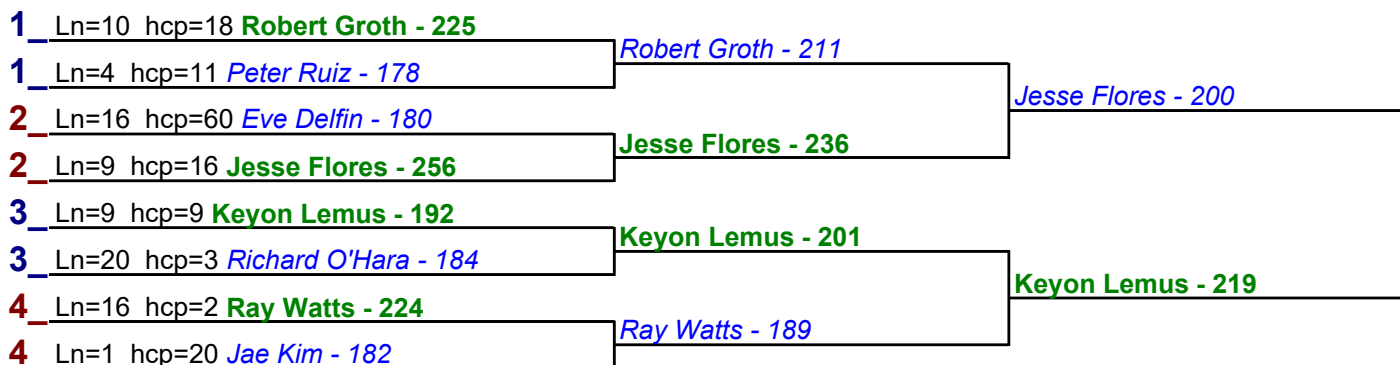 1_ Ln=10 hcp=18 Robert Groth - 225
Robert Groth - 211
1_ Ln=4 hcp=11 Peter Ruiz - 178
Jesse Flores - 200
2_ Ln=16 hcp=60 Eve Delfin - 180
Jesse Flores - 236
2_ Ln=9 hcp=16 Jesse Flores - 256
3_ Ln=9 hcp=9 Keyon Lemus - 192
Keyon Lemus - 201
3_ Ln=20 hcp=3 Richard O'Hara - 184
Keyon Lemus - 219
4_ Ln=16 hcp=2 Ray Watts - 224
Ray Watts - 189
4 Ln=1 hcp=20 Jae Kim - 182